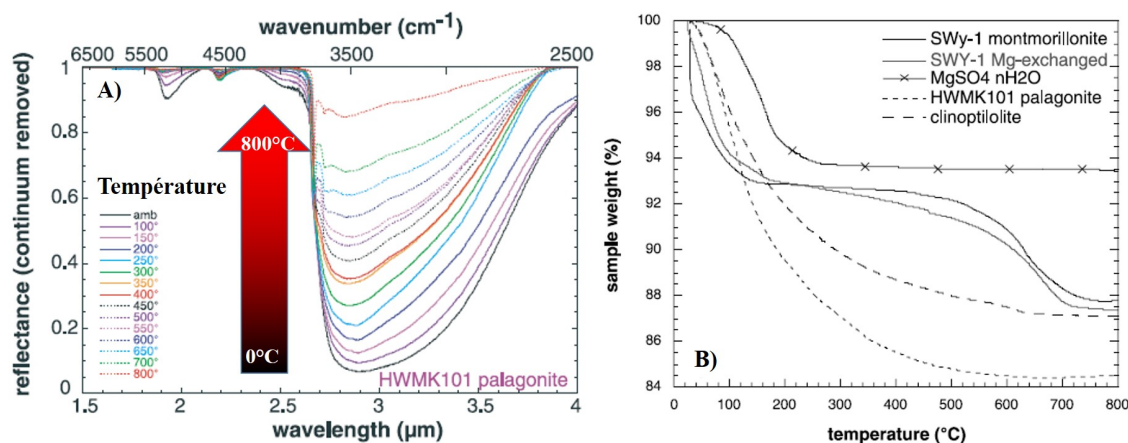 wavenumber (cm-1)
6500 5500 4500 3500 2500
A)
reflectance (continuum removed)
1
0.8
0.6
0.4
0.2
0
800°C
Température
amb
100°
150°
200°
250°
300°
350°
400°
450°
500°
550°
600°
650°
700°
800°
0°C
HWMK101 palagonite
1.5 2 2.5 3 3.5 4
wavelength (µm)
sample weight (%)
100
98
96
94
92
90
88
86
84
SWy-1 montmorillonite
SWY-1 Mg-exchanged
MgSO4 nH2O
HWMK101 palagonite
clinoptilolite
B)
0 100 200 300 400 500 600 700 800
temperature (°C)